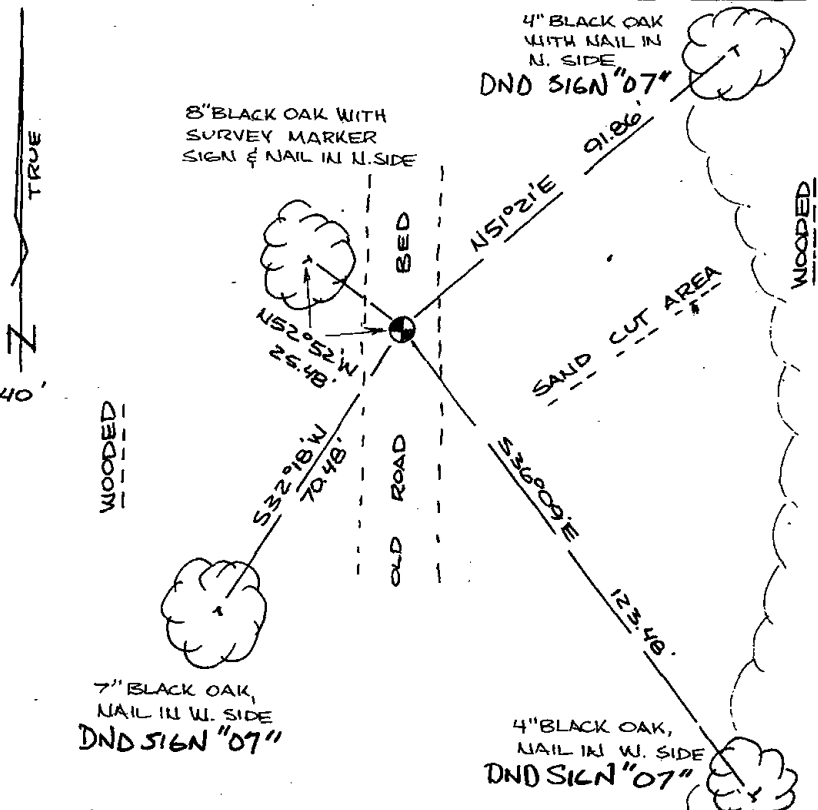 4" BLACK OAK
WITH NAIL IN
N. SIDE
DND SIGN "07"
8" BLACK OAK WITH
SURVEY MARKER
SIGN & NAIL IN N. SIDE
TRUE
N
40'
BED
N51°21'E
91.86'
WOODED
N52°52'W
25.48'
SAND CUT AREA
WOODED
S32°18'W
70.48'
OLD ROAD
S36°09'E
123.48'
7" BLACK OAK,
NAIL IN W. SIDE
DND SIGN "07"
4" BLACK OAK,
NAIL IN W. SIDE
DND SIGN "07"